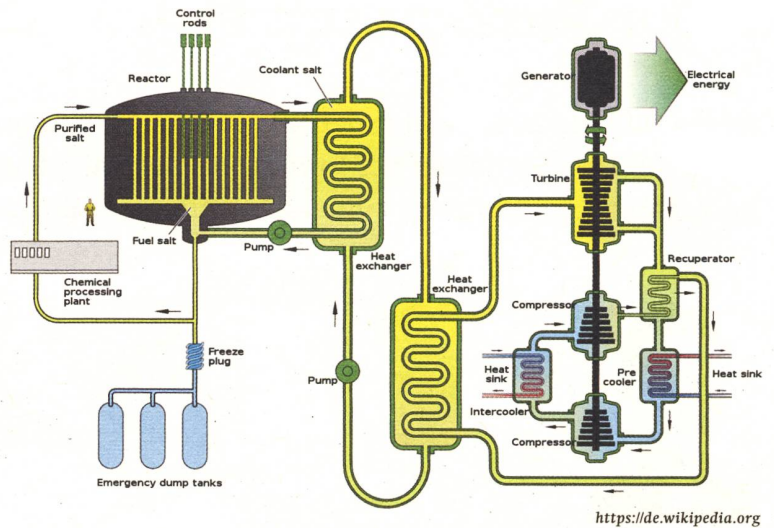 Control
rods
Reactor
Coolant salt
Generator
Electrical
energy
Purified
salt
Turbine
Fuel salt
Pump
Heat
exchanger
Recuperator
Chemical
processing
plant
Heat
exchanger
Compressor
Freeze
plug
Pump
Heat
sink
Pre
cooler
Heat sink
Intercooler
Compressor
Emergency dump tanks
https://de.wikipedia.org